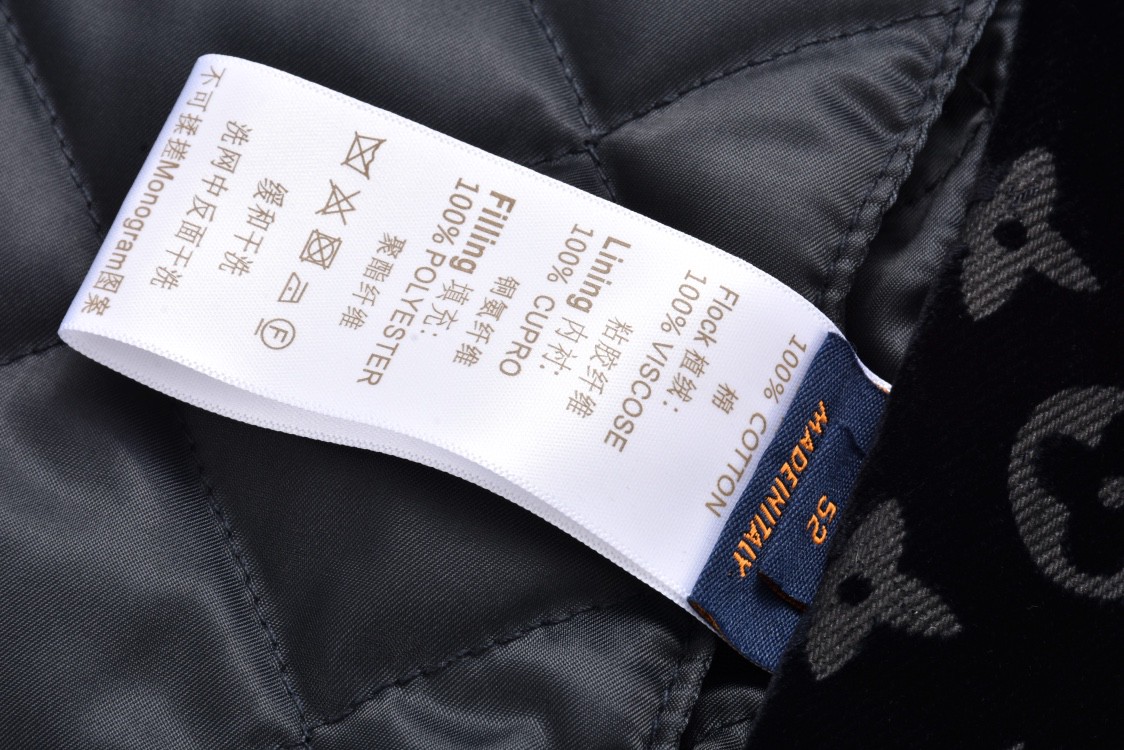 100% COTTON
棉
Flock 植绒：
100% VISCOSE
粘胶纤维
Lining 内衬：
100% CUPRO
铜氨纤维
Filling 填充：
100% POLYESTER
聚酯纤维
F
缓和干洗
洗网中反面干洗
不可揉搓Monogram图案
MADE IN ITALY
52